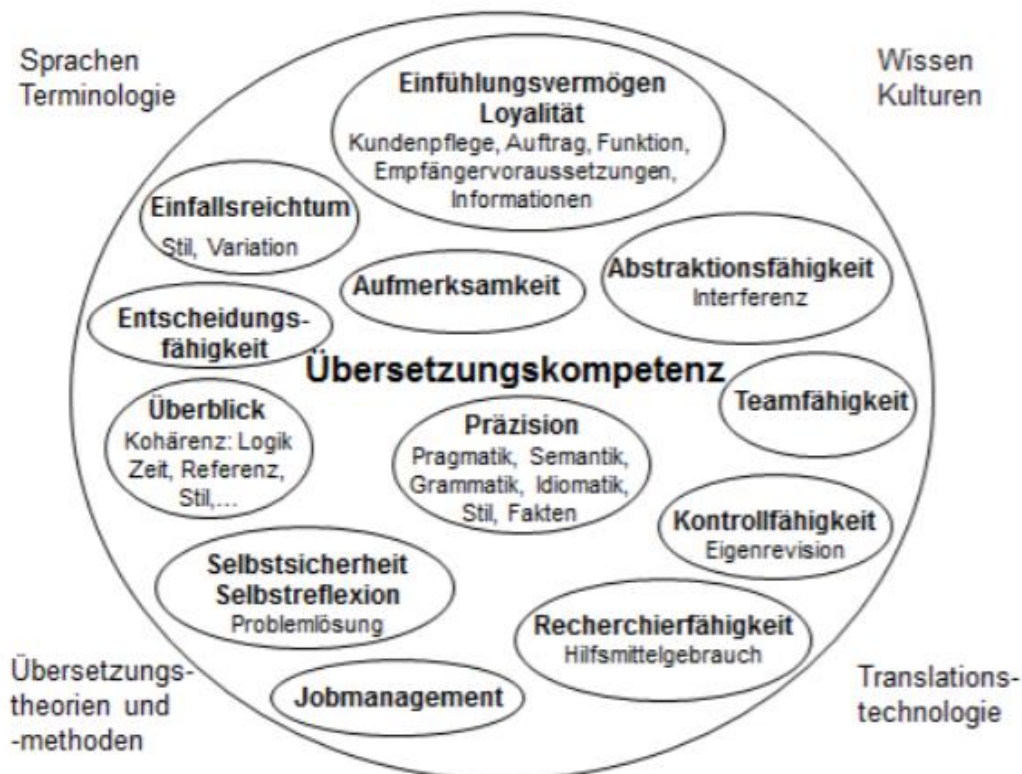 Sprachen
Terminologie
Wissen
Kulturen
Einfühlungsvermögen
Loyalität
Kundenpflege, Auftrag, Funktion,
Empfängervoraussetzungen,
Informationen
Einfallsreichtum
Stil, Variation
Aufmerksamkeit
Abstraktionsfähigkeit
Interferenz
Entscheidungs-
fähigkeit
Übersetzungskompetenz
Teamfähigkeit
Überblick
Kohärenz: Logik
Zeit, Referenz,
Stil,...
Präzision
Pragmatik, Semantik,
Grammatik, Idiomatik,
Stil, Fakten
Kontrollfähigkeit
Eigenrevision
Selbstsicherheit
Selbstreflexion
Problemlösung
Recherchierfähigkeit
Hilfsmittelgebrauch
Jobmanagement
Übersetzungs-
theorien und
-methoden
Translations-
technologie